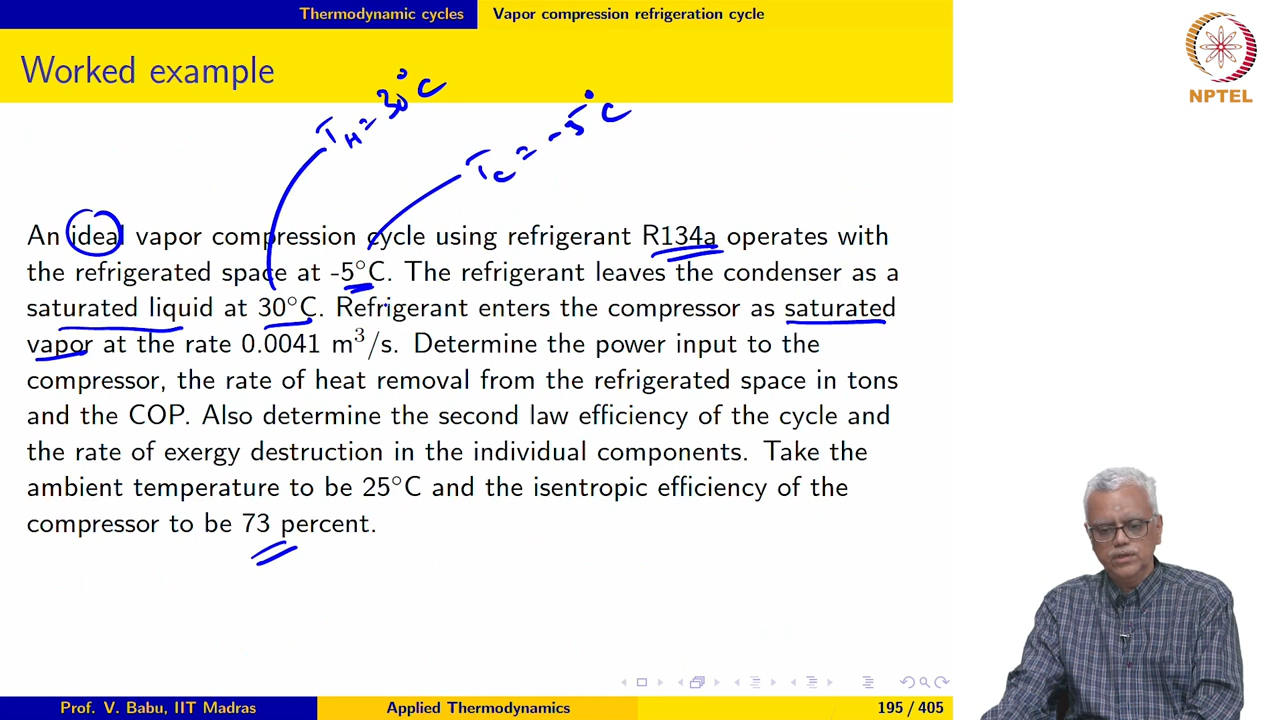 Thermodynamic cycles Vapor compression refrigeration cycle
Worked example
NPTEL
T_H = 30°C
T_C = -5°C
An ideal vapor compression cycle using refrigerant R134a operates with
the refrigerated space at -5°C. The refrigerant leaves the condenser as a
saturated liquid at 30°C. Refrigerant enters the compressor as saturated
vapor at the rate 0.0041 m³/s. Determine the power input to the
compressor, the rate of heat removal from the refrigerated space in tons
and the COP. Also determine the second law efficiency of the cycle and
the rate of exergy destruction in the individual components. Take the
ambient temperature to be 25°C and the isentropic efficiency of the
compressor to be 73 percent.
Prof. V. Babu, IIT Madras Applied Thermodynamics 195 / 405